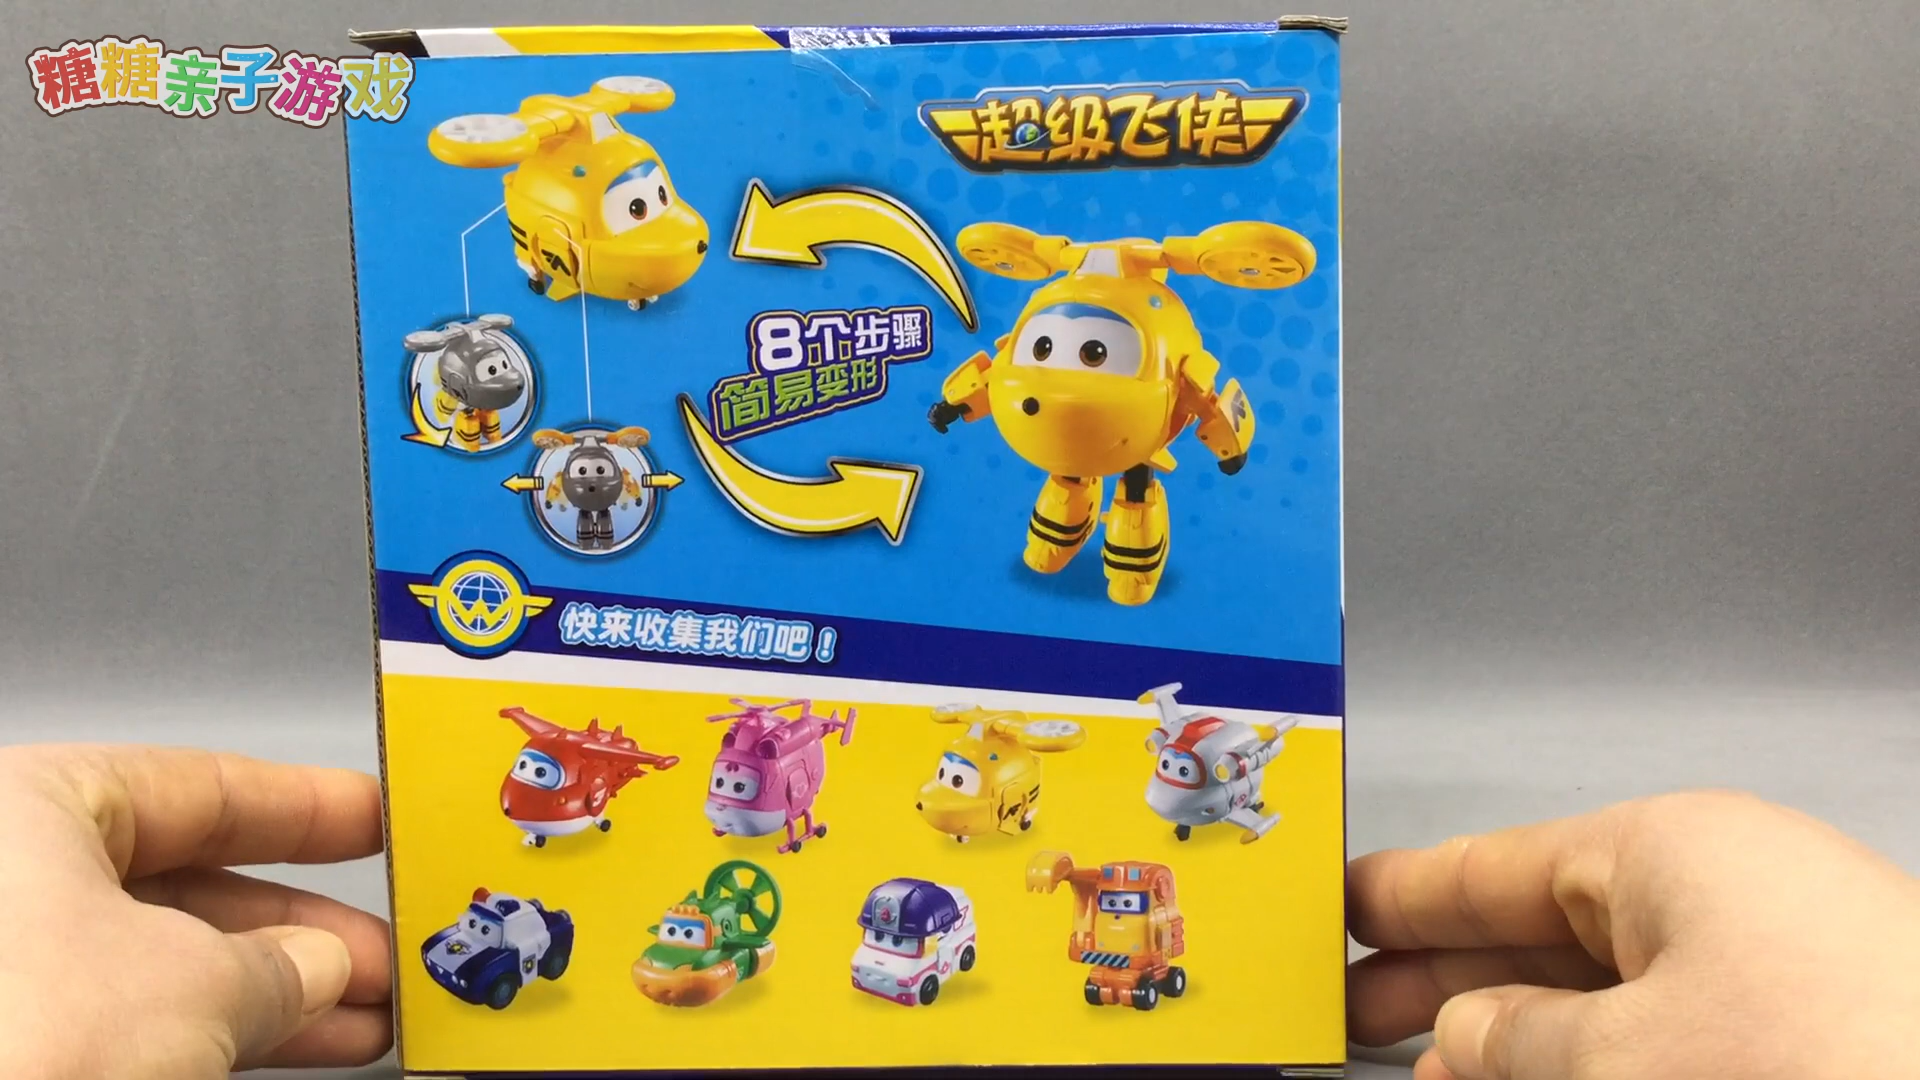 糖糖亲子游戏
超级飞侠
8个步骤
简易变形
快来收集我们吧！